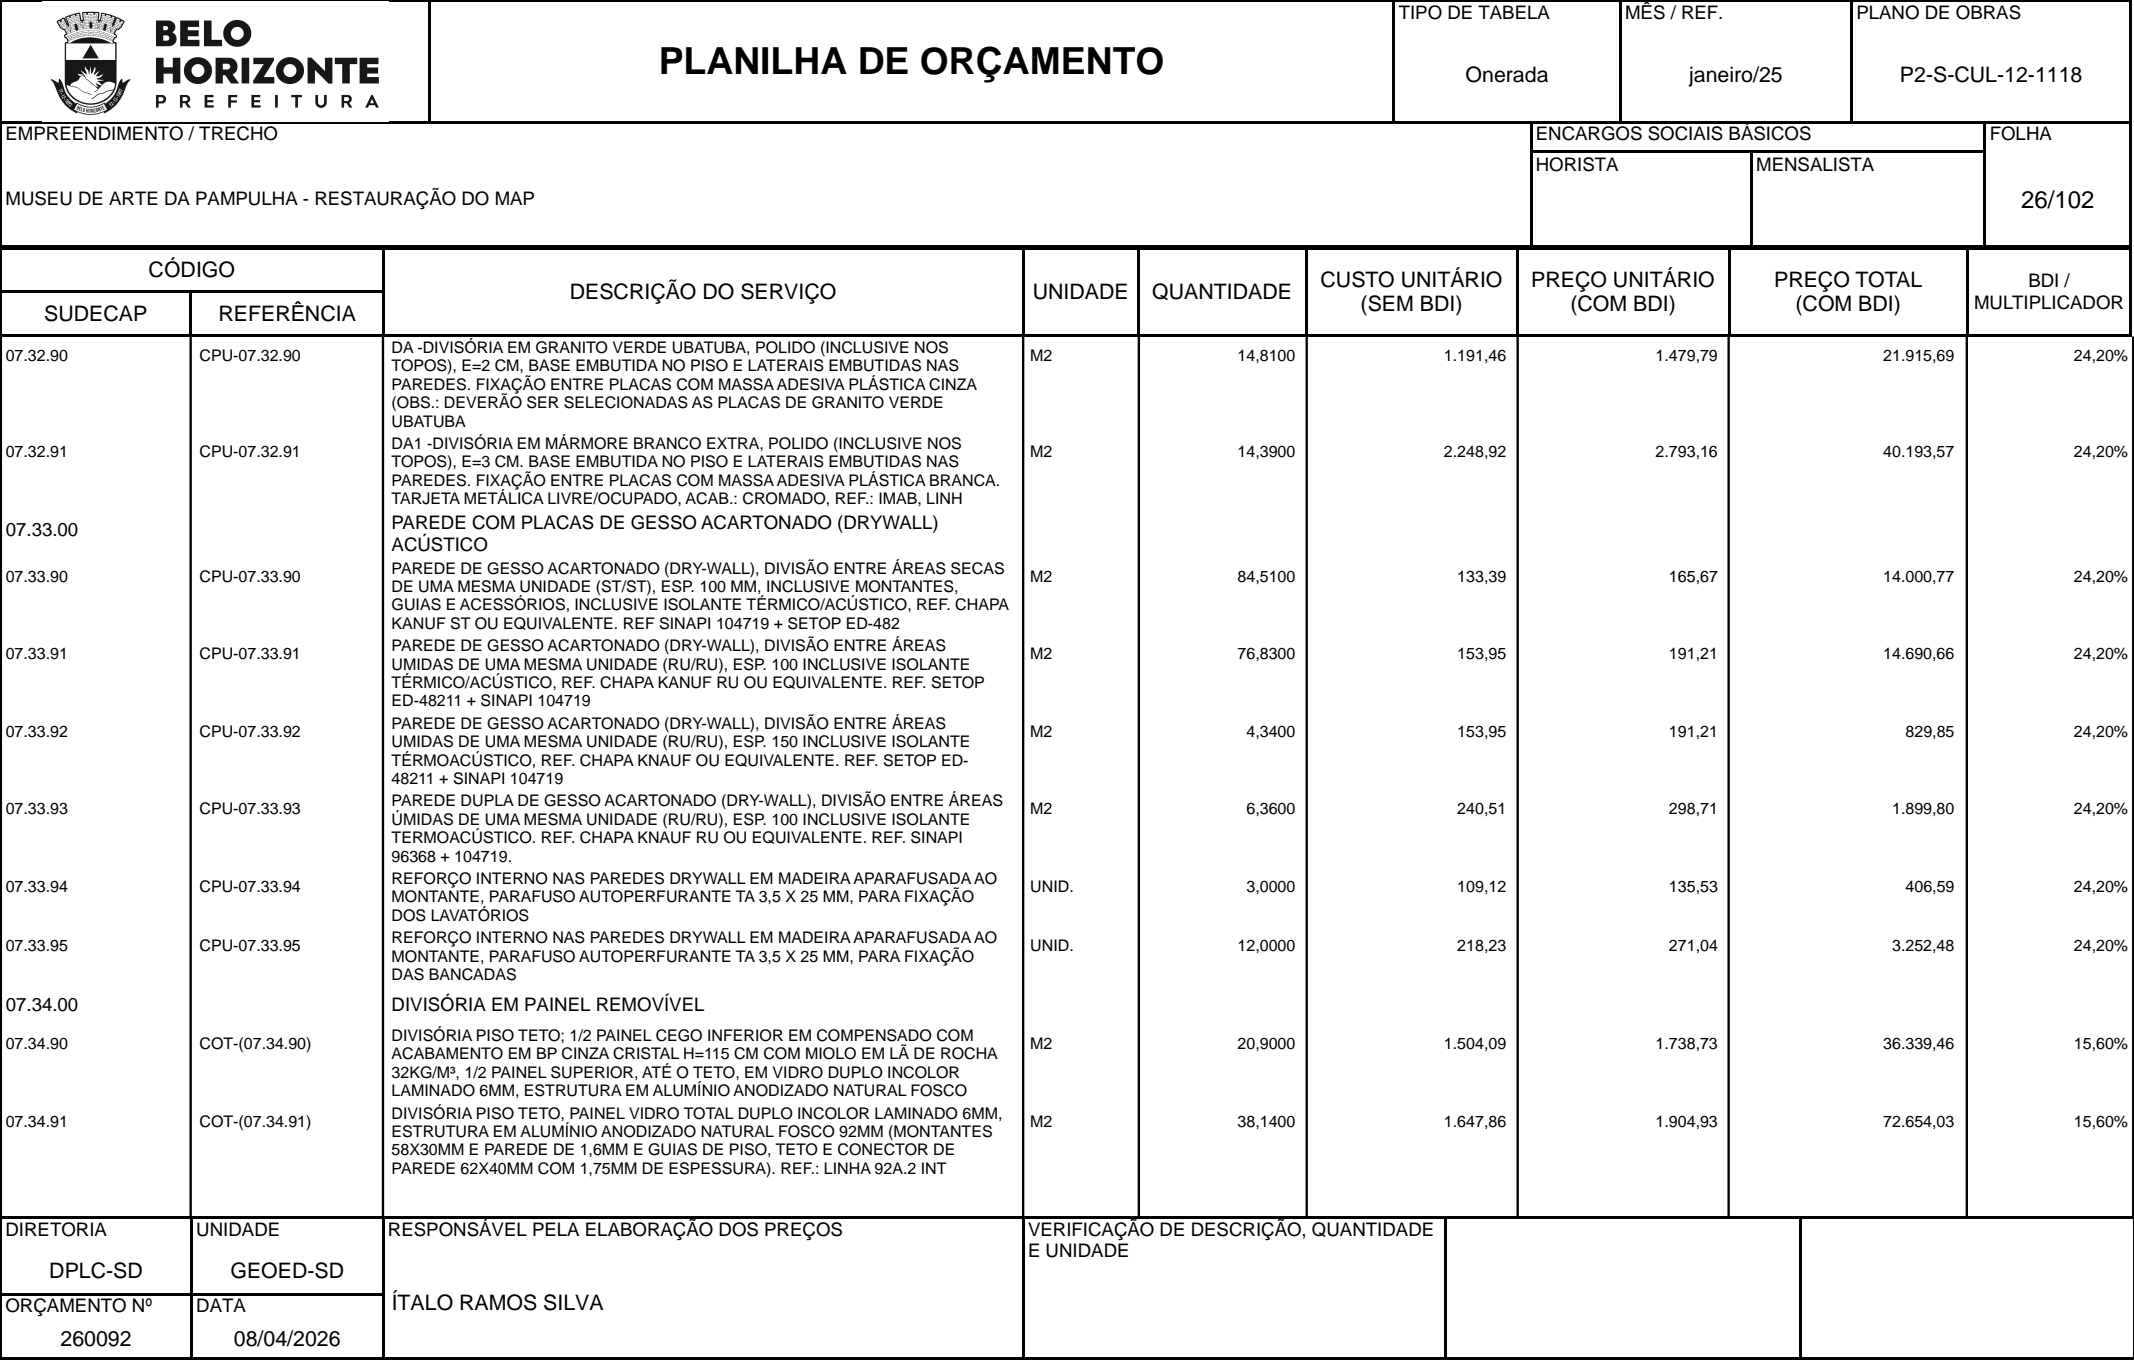 BELO
HORIZONTE
PREFEITURA
PLANILHA DE ORÇAMENTO
TIPO DE TABELA
Onerada
MÊS / REF.
janeiro/25
PLANO DE OBRAS
P2-S-CUL-12-1118
EMPREENDIMENTO / TRECHO
MUSEU DE ARTE DA PAMPULHA - RESTAURAÇÃO DO MAP
ENCARGOS SOCIAIS BÁSICOS
HORISTA
MENSALISTA
FOLHA
26/102
CÓDIGO
SUDECAP
REFERÊNCIA
DESCRIÇÃO DO SERVIÇO
UNIDADE
QUANTIDADE
CUSTO UNITÁRIO
(SEM BDI)
PREÇO UNITÁRIO
(COM BDI)
PREÇO TOTAL
(COM BDI)
BDI /
MULTIPLICADOR
07.32.90 CPU-07.32.90 DA -DIVISÓRIA EM GRANITO VERDE UBATUBA, POLIDO (INCLUSIVE NOS M2 14,8100 1.191,46 1.479,79 21.915,69 24,20%
TOPOS), E=2 CM, BASE EMBUTIDA NO PISO E LATERAIS EMBUTIDAS NAS
PAREDES. FIXAÇÃO ENTRE PLACAS COM MASSA ADESIVA PLÁSTICA CINZA
(OBS.: DEVERÃO SER SELECIONADAS AS PLACAS DE GRANITO VERDE
UBATUBA
07.32.91 CPU-07.32.91 DA1 -DIVISÓRIA EM MÁRMORE BRANCO EXTRA, POLIDO (INCLUSIVE NOS M2 14,3900 2.248,92 2.793,16 40.193,57 24,20%
TOPOS), E=3 CM. BASE EMBUTIDA NO PISO E LATERAIS EMBUTIDAS NAS
PAREDES. FIXAÇÃO ENTRE PLACAS COM MASSA ADESIVA PLÁSTICA BRANCA.
TARJETA METÁLICA LIVRE/OCUPADO, ACAB.: CROMADO, REF.: IMAB, LINH
07.33.00 PAREDE COM PLACAS DE GESSO ACARTONADO (DRYWALL)
ACÚSTICO
07.33.90 CPU-07.33.90 PAREDE DE GESSO ACARTONADO (DRY-WALL), DIVISÃO ENTRE ÁREAS SECAS M2 84,5100 133,39 165,67 14.000,77 24,20%
DE UMA MESMA UNIDADE (ST/ST), ESP. 100 MM, INCLUSIVE MONTANTES,
GUIAS E ACESSÓRIOS, INCLUSIVE ISOLANTE TÉRMICO/ACÚSTICO, REF. CHAPA
KANUF ST OU EQUIVALENTE. REF SINAPI 104719 + SETOP ED-482
07.33.91 CPU-07.33.91 PAREDE DE GESSO ACARTONADO (DRY-WALL), DIVISÃO ENTRE ÁREAS M2 76,8300 153,95 191,21 14.690,66 24,20%
UMIDAS DE UMA MESMA UNIDADE (RU/RU), ESP. 100 INCLUSIVE ISOLANTE
TÉRMICO/ACÚSTICO, REF. CHAPA KANUF RU OU EQUIVALENTE. REF. SETOP
ED-48211 + SINAPI 104719
07.33.92 CPU-07.33.92 PAREDE DE GESSO ACARTONADO (DRY-WALL), DIVISÃO ENTRE ÁREAS M2 4,3400 153,95 191,21 829,85 24,20%
UMIDAS DE UMA MESMA UNIDADE (RU/RU), ESP. 150 INCLUSIVE ISOLANTE
TÉRMOACÚSTICO, REF. CHAPA KNAUF OU EQUIVALENTE. REF. SETOP ED-
48211 + SINAPI 104719
07.33.93 CPU-07.33.93 PAREDE DUPLA DE GESSO ACARTONADO (DRY-WALL), DIVISÃO ENTRE ÁREAS M2 6,3600 240,51 298,71 1.899,80 24,20%
ÚMIDAS DE UMA MESMA UNIDADE (RU/RU), ESP. 100 INCLUSIVE ISOLANTE
TERMOACÚSTICO. REF. CHAPA KNAUF RU OU EQUIVALENTE. REF. SINAPI
96368 + 104719.
07.33.94 CPU-07.33.94 REFORÇO INTERNO NAS PAREDES DRYWALL EM MADEIRA APARAFUSADA AO UNID. 3,0000 109,12 135,53 406,59 24,20%
MONTANTE, PARAFUSO AUTOPERFURANTE TA 3,5 X 25 MM, PARA FIXAÇÃO
DOS LAVATÓRIOS
07.33.95 CPU-07.33.95 REFORÇO INTERNO NAS PAREDES DRYWALL EM MADEIRA APARAFUSADA AO UNID. 12,0000 218,23 271,04 3.252,48 24,20%
MONTANTE, PARAFUSO AUTOPERFURANTE TA 3,5 X 25 MM, PARA FIXAÇÃO
DAS BANCADAS
07.34.00 DIVISÓRIA EM PAINEL REMOVÍVEL
07.34.90 COT-(07.34.90) DIVISÓRIA PISO TETO; 1/2 PAINEL CEGO INFERIOR EM COMPENSADO COM M2 20,9000 1.504,09 1.738,73 36.339,46 15,60%
ACABAMENTO EM BP CINZA CRISTAL H=115 CM COM MIOLO EM LÃ DE ROCHA
32KG/M³, 1/2 PAINEL SUPERIOR, ATÉ O TETO, EM VIDRO DUPLO INCOLOR
LAMINADO 6MM, ESTRUTURA EM ALUMÍNIO ANODIZADO NATURAL FOSCO
07.34.91 COT-(07.34.91) DIVISÓRIA PISO TETO, PAINEL VIDRO TOTAL DUPLO INCOLOR LAMINADO 6MM, M2 38,1400 1.647,86 1.904,93 72.654,03 15,60%
ESTRUTURA EM ALUMÍNIO ANODIZADO NATURAL FOSCO 92MM (MONTANTES
58X30MM E PAREDE DE 1,6MM E GUIAS DE PISO, TETO E CONECTOR DE
PAREDE 62X40MM COM 1,75MM DE ESPESSURA). REF.: LINHA 92A.2 INT
DIRETORIA
DPLC-SD
UNIDADE
GEOED-SD
RESPONSÁVEL PELA ELABORAÇÃO DOS PREÇOS
ÍTALO RAMOS SILVA
VERIFICAÇÃO DE DESCRIÇÃO, QUANTIDADE
E UNIDADE
ORÇAMENTO Nº
260092
DATA
08/04/2026